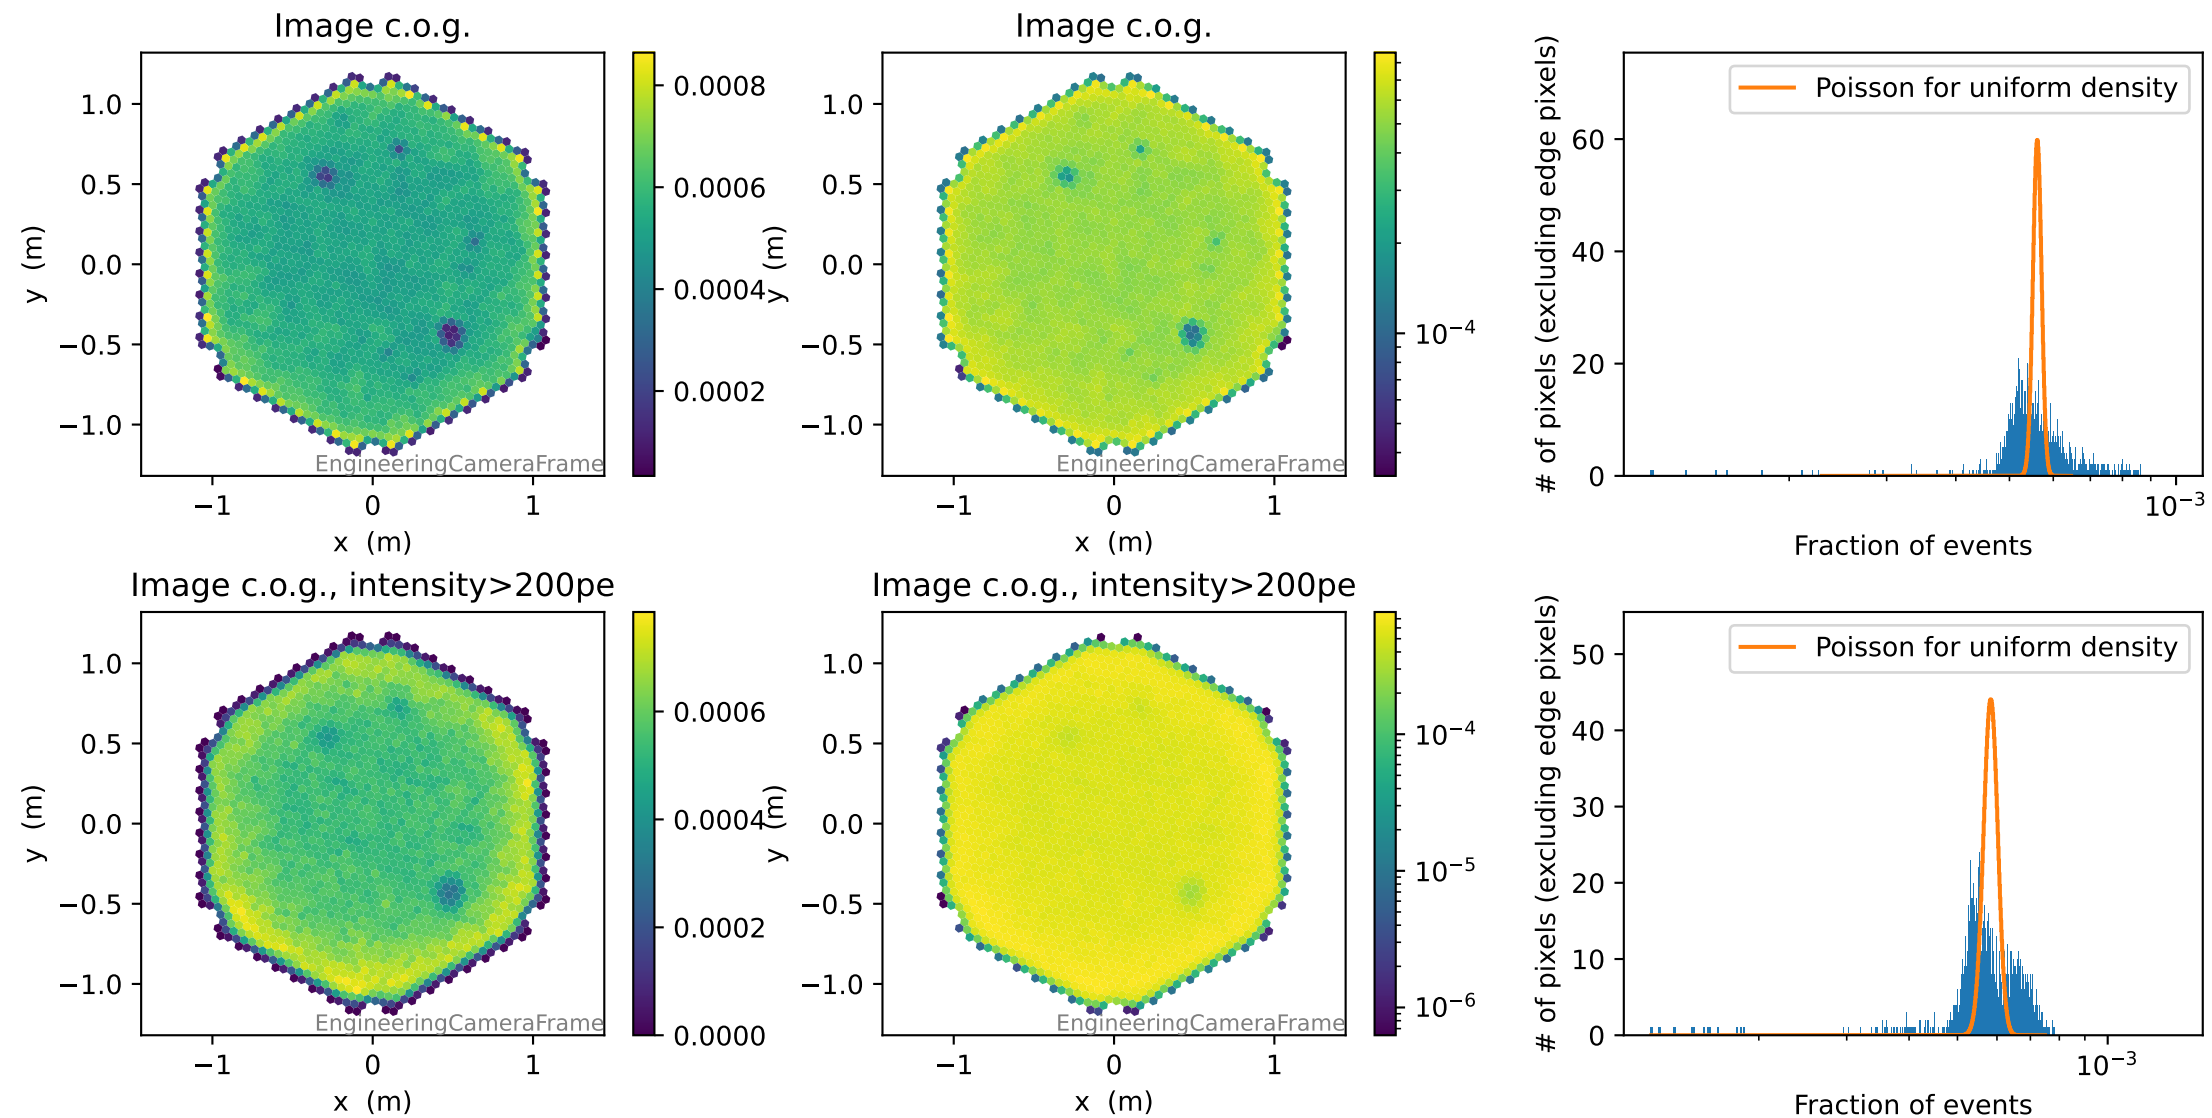 Image c.o.g.
1.0
0.5
0.0
−0.5
−1.0
y (m)
−1
0
1
x (m)
EngineeringCameraFrame
0.0008
0.0006
0.0004
0.0002
Image c.o.g.
1.0
0.5
0.0
−0.5
−1.0
y (m)
−1
0
1
x (m)
EngineeringCameraFrame
10⁻⁴
# of pixels (excluding edge pixels)
60
40
20
0
Poisson for uniform density
10⁻³
Fraction of events
Image c.o.g., intensity>200pe
1.0
0.5
0.0
−0.5
−1.0
y (m)
−1
0
1
x (m)
EngineeringCameraFrame
0.0006
0.0004
0.0002
0.0000
Image c.o.g., intensity>200pe
1.0
0.5
0.0
−0.5
−1.0
y (m)
−1
0
1
x (m)
EngineeringCameraFrame
10⁻⁴
10⁻⁵
10⁻⁶
# of pixels (excluding edge pixels)
50
40
30
20
10
0
Poisson for uniform density
10⁻³
Fraction of events